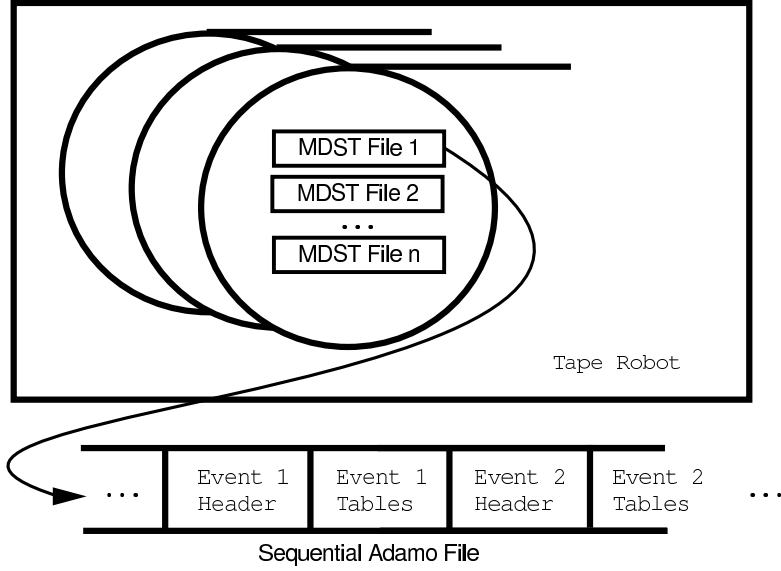 MDST File 1
MDST File 2
...
MDST File n
Tape Robot
... Event 1 Header Event 1 Tables Event 2 Header Event 2 Tables ...
Sequential Adamo File